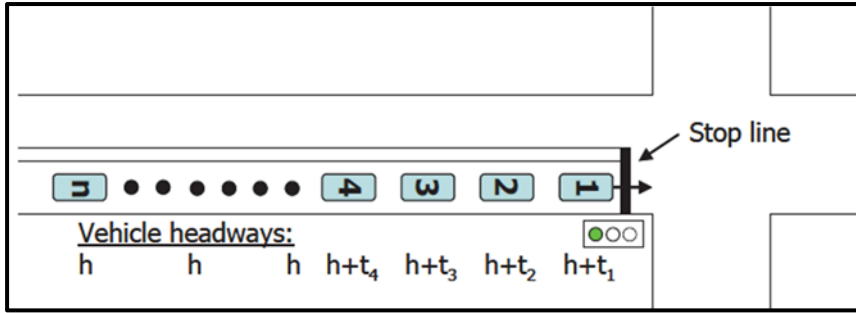 Stop line
n 4 3 2 1
Vehicle headways:
h h h h+t₄ h+t₃ h+t₂ h+t₁